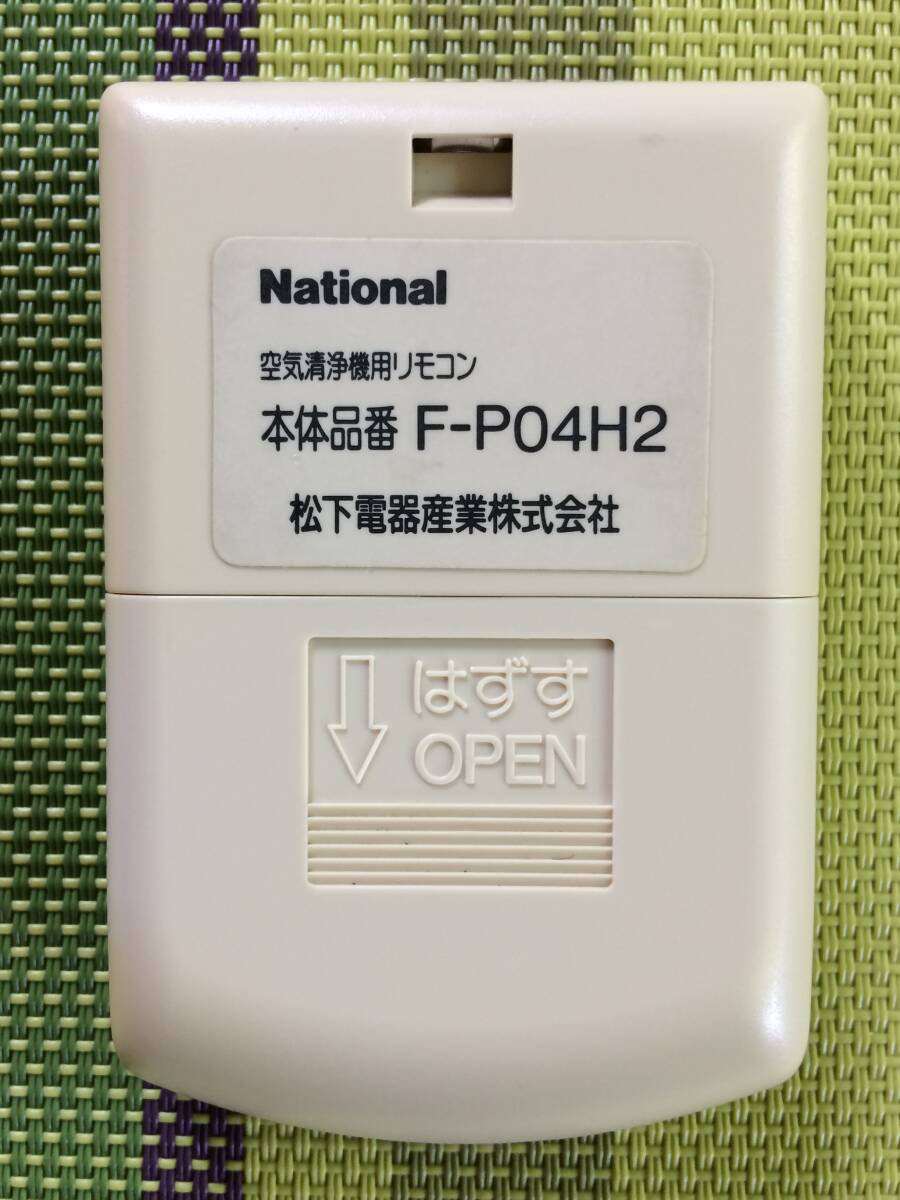 National
空気清浄機用リモコン
本体品番 F-P04H2
松下電器産業株式会社
はずす
OPEN